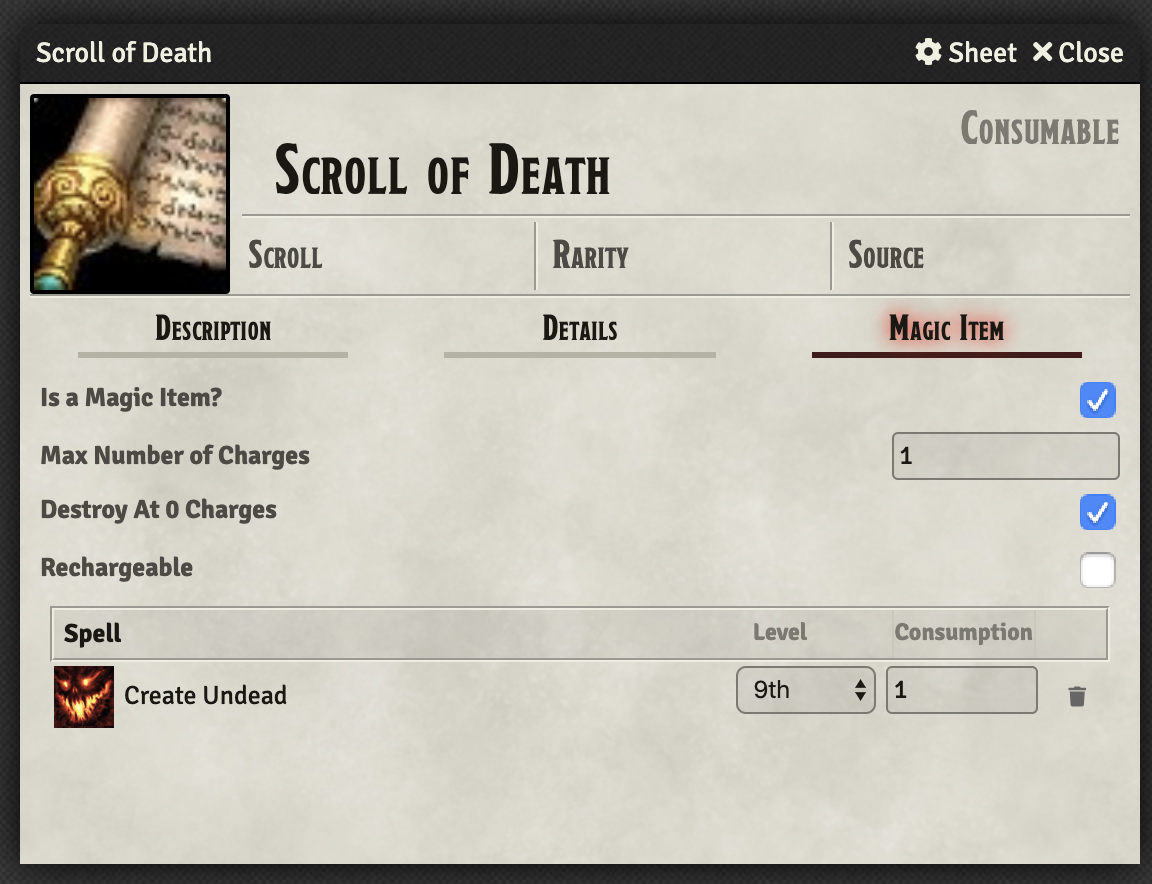 Scroll of Death Sheet Close
Consumable
Scroll of Death
Scroll Rarity Source
Description Details Magic Item
Is a Magic Item?
Max Number of Charges 1
Destroy At 0 Charges
Rechargeable
Spell Level Consumption
Create Undead 9th 1